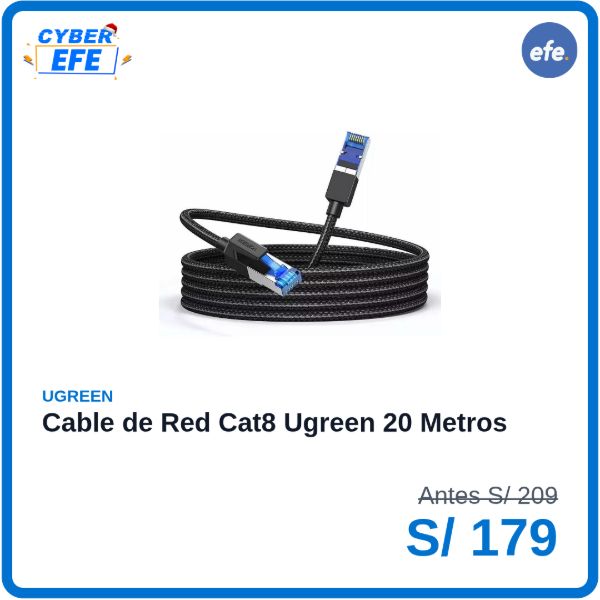 CYBER
EFE
efe.
UGREEN
Cable de Red Cat8 Ugreen 20 Metros
Antes S/ 209
S/ 179